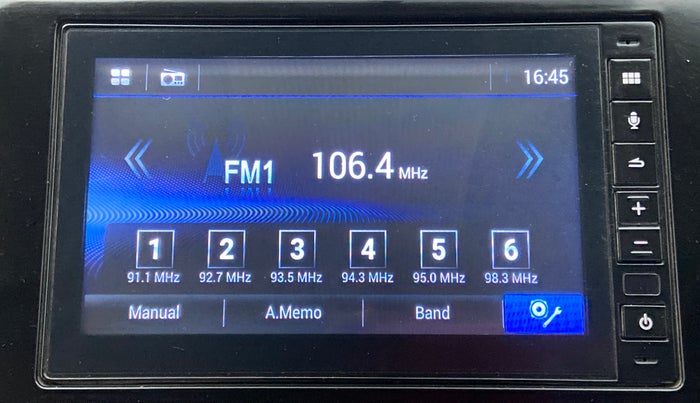 16:45
FM1 106.4 MHz
1 2 3 4 5 6
91.1 MHz 92.7 MHz 93.5 MHz 94.3 MHz 95.0 MHz 98.3 MHz
Manual A.Memo Band